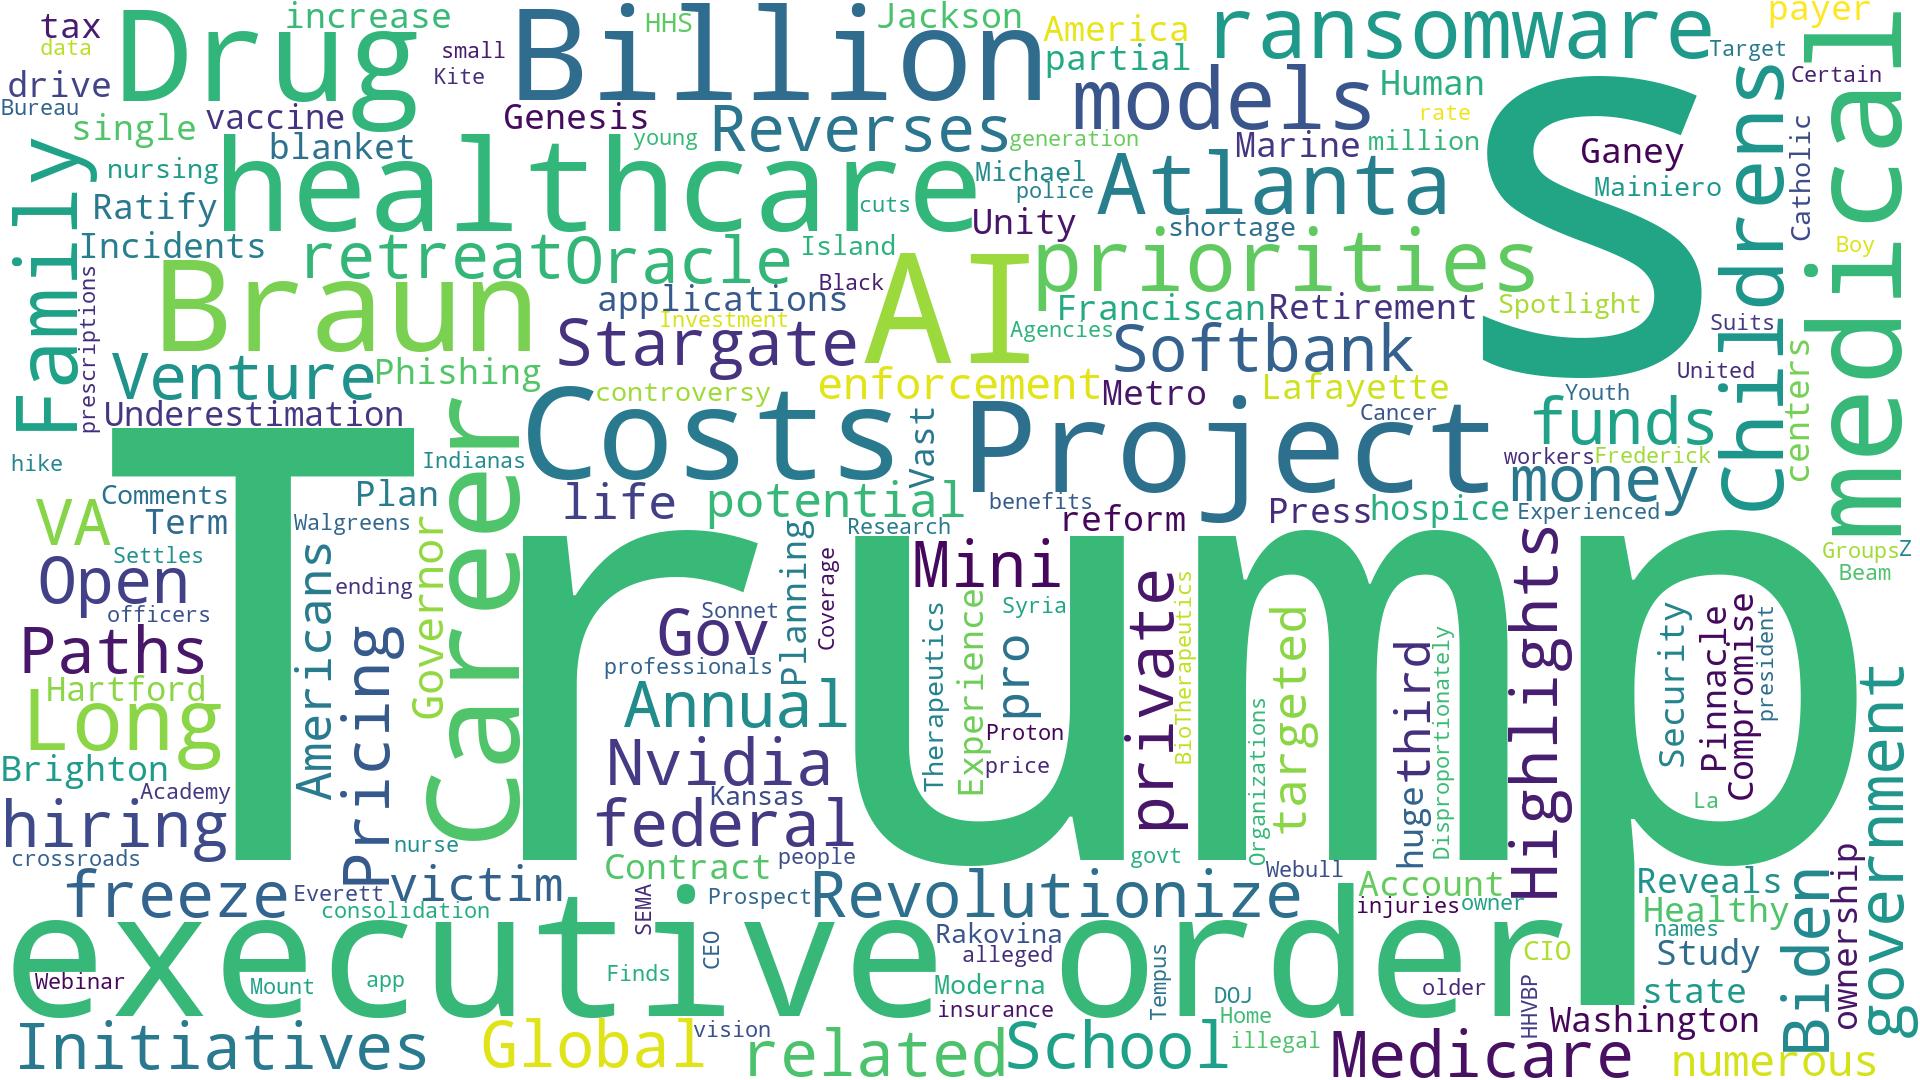 tax
data
drive
Bureau
Drug
increase
HHS
small
Kite
Billion
Jackson
America
partial
ransomware
payer
Target
Certain
medical
single
vaccine
blanket
Genesis
young
Reverses
generation
models
Human
rate
Marine
million
S
Ganey
Mainiero
Childrens
Catholic
Boy
Family
nursing
Ratify
Incidents
healthcare
cuts
Michael
police
Unity
Atlanta
shortage
retreat
Oracle
Island
Black
AI
priorities
prescriptions
Braun
applications
Investment
Stargate
Agencies
Franciscan
Retirement
Spotlight
Softbank
Suits
United
centers
Venture
Phishing
controversy
enforcement
Metro
Lafayette
Youth
Underestimation
Costs
Vast
Project
Cancer
funds
workers
Frederick
hike
Indianas
Career
Comments
Plan
life
potential
benefits
reform
Press
hospice
money
Experienced
VA
Term
Walgreens
Research
Settles
Groups
Z
Beam
Open
officers
Americans
ending
Governor
Trump
Gov
Sonnet
Planning
Coverage
Mini
Syria
private
BioTherapeutics
targeted
Highlights
Security
Pinnacle
Compromise
president
Paths
Hartford
Long
Pricing
professionals
Annual
Therapeutics
Experience
pro
Proton
price
Organizations
hugethird
Disproportionately
La
government
Brighton
Academy
Nvidia
Kansas
hiring
crossroads
nurse
federal
Contract
people
govt
Webull
freeze
Everett
victim
consolidation
SEMA
Prospect
Revolutionize
Account
injuries
owner
Reveals
Healthy
names
Biden
ownership
executive order
Webinar
Mount
app
Finds
CEO
Rakovina
alleged
Moderna
insurance
Tempus
DOJ
Home
illegal
older
CIO
HHVBP
Study
state
Washington
Initiatives
Global
vision
related
School
Medicare
numerous